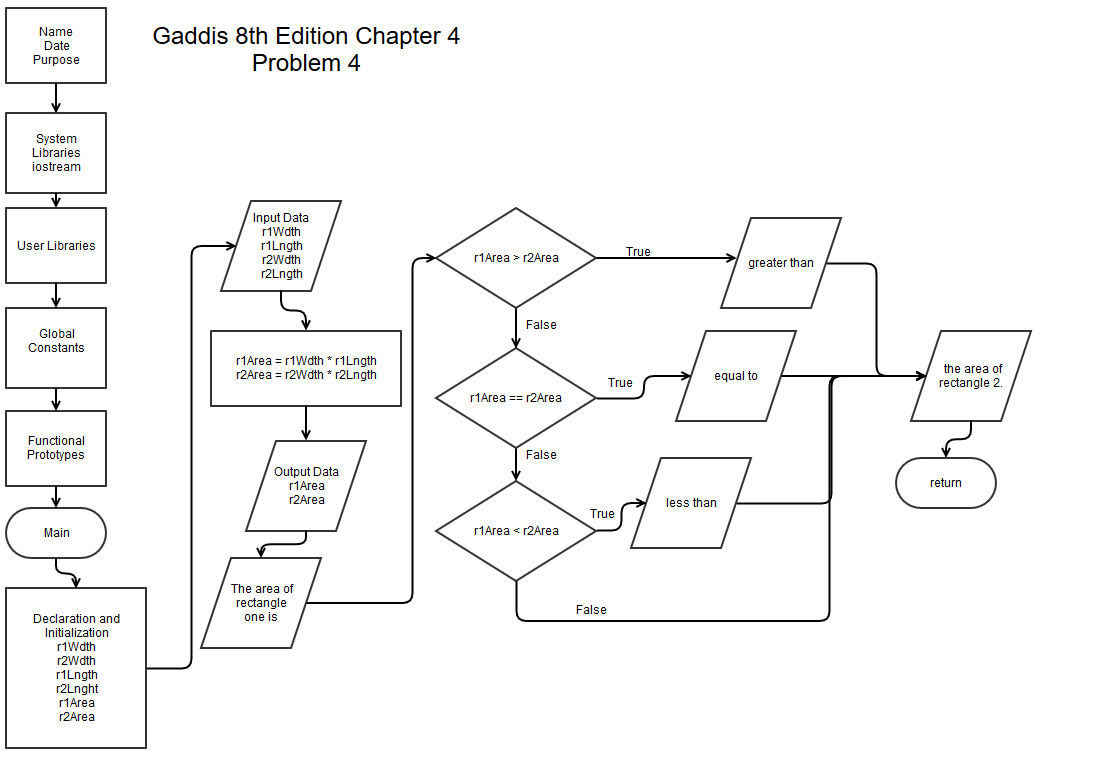 Gaddis 8th Edition Chapter 4
Problem 4
Name
Date
Purpose
System
Libraries
iostream
User Libraries
Global
Constants
Functional
Prototypes
Main
Declaration and
Initialization
r1Wdth
r2Wdth
r1Lngth
r2Lnght
r1Area
r2Area
Input Data
r1Wdth
r1Lngth
r2Wdth
r2Lngth
r1Area = r1Wdth * r1Lngth
r2Area = r2Wdth * r2Lngth
Output Data
r1Area
r2Area
The area of
rectangle
one is
r1Area > r2Area
True
greater than
False
r1Area == r2Area
True
equal to
False
r1Area < r2Area
True
less than
False
the area of
rectangle 2.
return